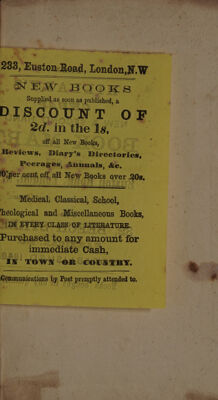 233, Euston Road, London, N.W
NEW BOOKS
Supplied as soon as published, a
DISCOUNT OF
2d. in the 1s,
off all New Books,
Reviews, Diary's Directories,
Peerages, Annuals, &c.
per cent off all New Books over 20s.
Medical, Classical, School,
heological and Miscellaneous Books,
IN EVERY CLASS OF LITERATURE.
Purchased to any amount for
immediate Cash,
IN TOWN OR COUNTRY.
Communications by Post promptly attended to.